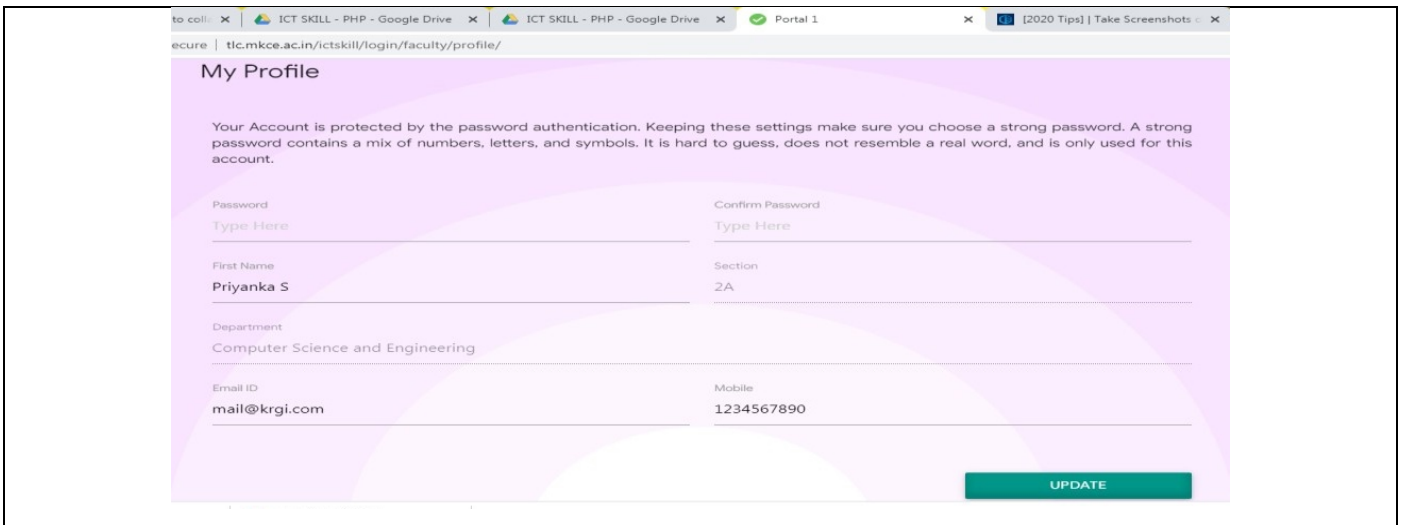 to coll
ICT SKILL - PHP - Google Drive
ICT SKILL - PHP - Google Drive
Portal 1
[2020 Tips] | Take Screenshots o
ecure | tlc.mkce.ac.in/ictskill/login/faculty/profile/
My Profile
Your Account is protected by the password authentication. Keeping these settings make sure you choose a strong password. A strong
password contains a mix of numbers, letters, and symbols. It is hard to guess, does not resemble a real word, and is only used for this
account.
Password
Confirm Password
Type Here
Type Here
First Name
Section
Priyanka S
2A
Department
Computer Science and Engineering
Email ID
Mobile
mail@krgi.com
1234567890
UPDATE